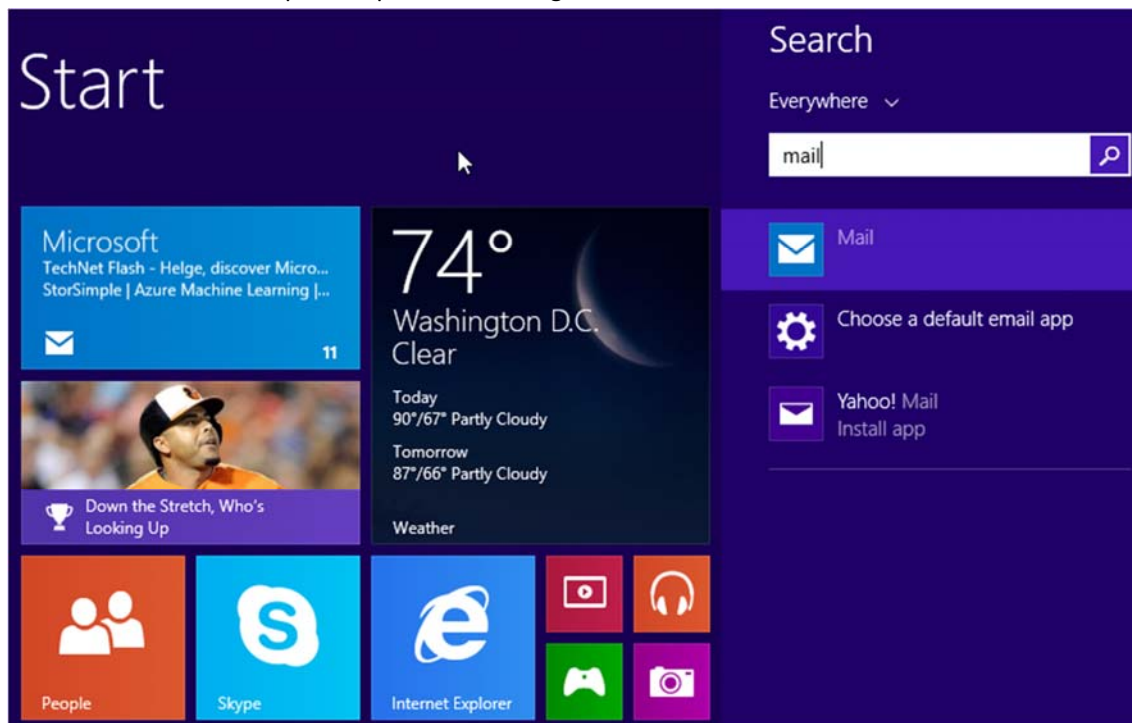 Start
Microsoft
TechNet Flash - Helge, discover Micro...
StorSimple | Azure Machine Learning |...
11
Down the Stretch, Who's
Looking Up
74°
Washington D.C.
Clear
Today
90°/67° Partly Cloudy
Tomorrow
87°/66° Partly Cloudy
Weather
People
Skype
Internet Explorer
Search
Everywhere
mail
Mail
Choose a default email app
Yahoo! Mail
Install app